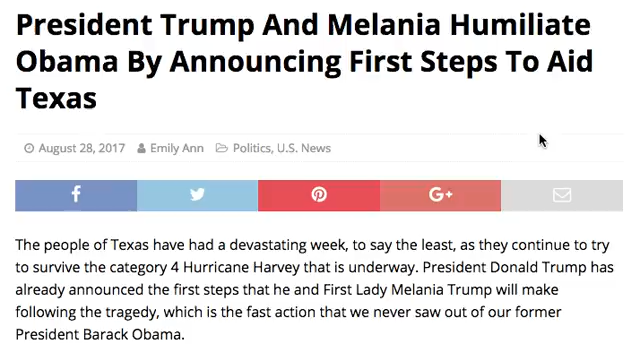 President Trump And Melania Humiliate
Obama By Announcing First Steps To Aid
Texas
August 28, 2017 Emily Ann Politics, U.S. News
f G+
The people of Texas have had a devastating week, to say the least, as they continue to try
to survive the category 4 Hurricane Harvey that is underway. President Donald Trump has
already announced the first steps that he and First Lady Melania Trump will make
following the tragedy, which is the fast action that we never saw out of our former
President Barack Obama.